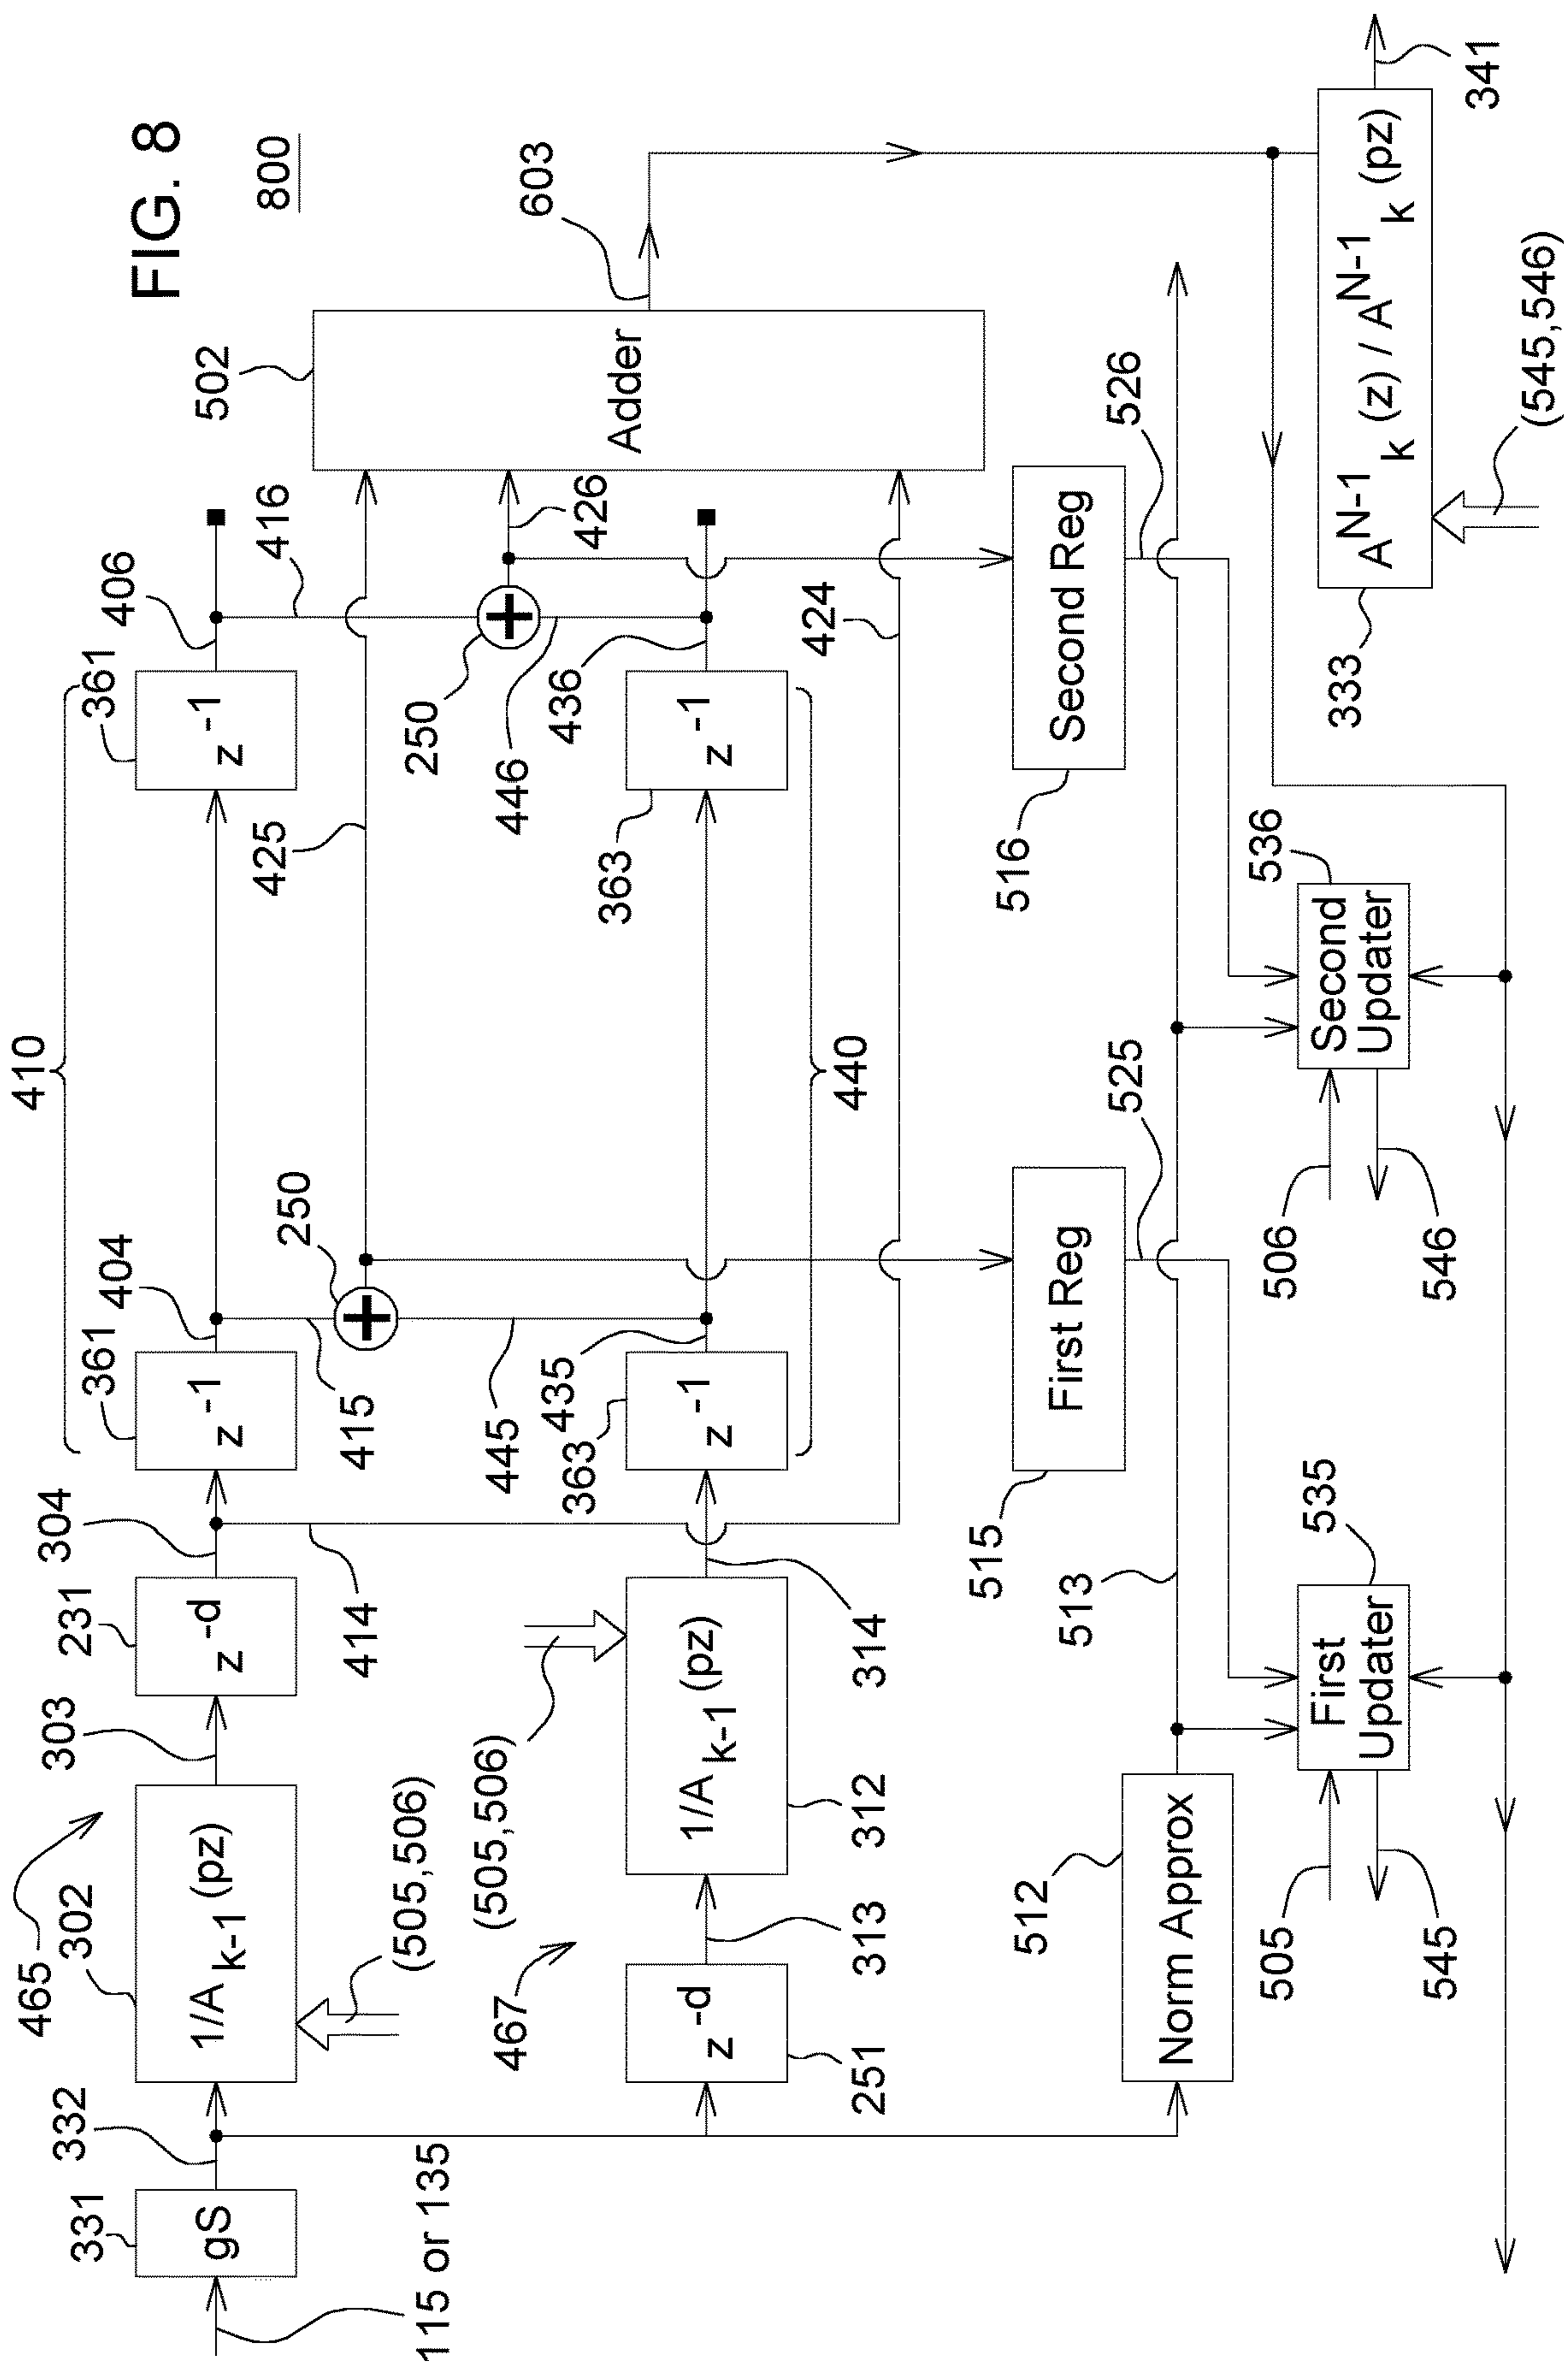 FIG. 8
800
410
440
465
467
115 or 135
331
gS
332
302
1/A k-1 (pz)
(505,506)
303
231
z -d
304
414
361
z -1
404
415
250
+
445
435
425
361
z -1
406
416
250
+
446
426
436
251
z -d
313
312
1/A k-1 (pz)
(505,506)
314
363
z -1
363
z -1
424
502
Adder
603
512
Norm Approx
513
515
First Reg
525
516
Second Reg
526
505
545
535
First
Updater
506
546
536
Second
Updater
333
A N-1 k (z) / A N-1 k (pz)
(545,546)
341